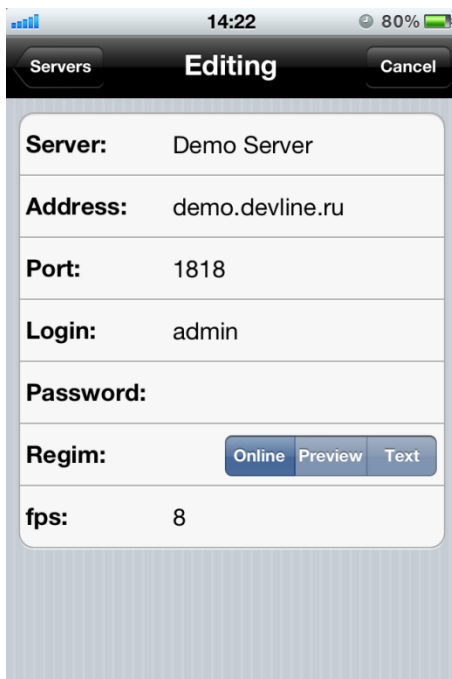 14:22 80%
Servers Editing Cancel
Server: Demo Server
Address: demo.devline.ru
Port: 1818
Login: admin
Password:
Regim: Online Preview Text
fps: 8